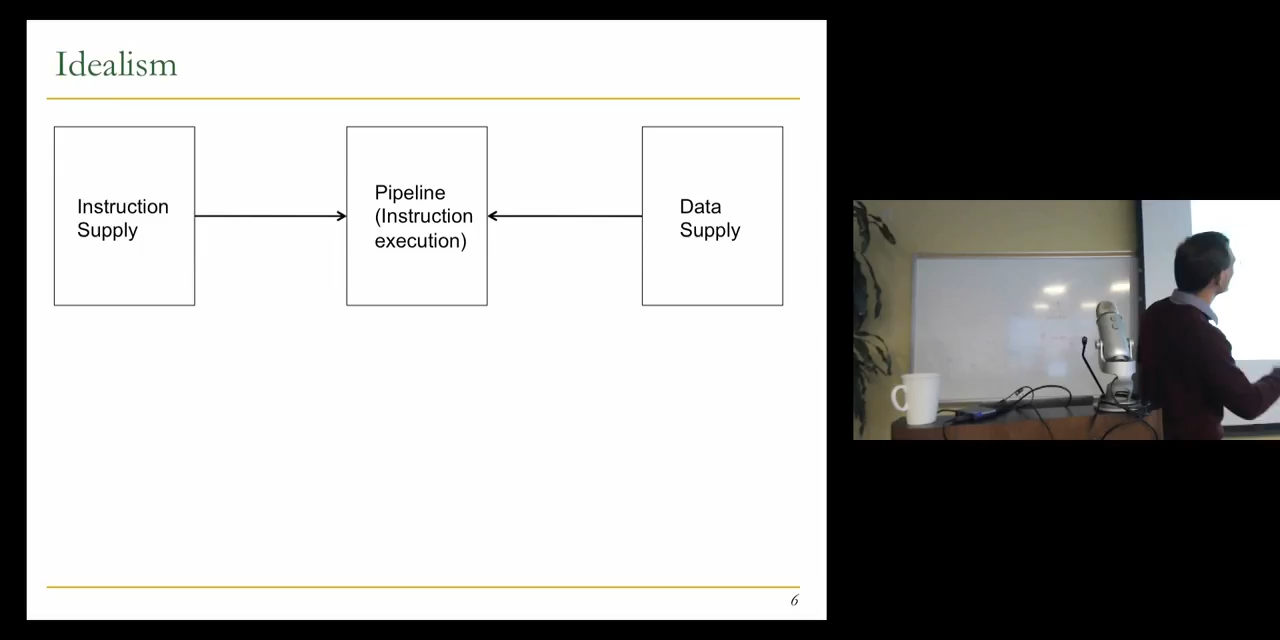 Idealism
Instruction
Supply
Pipeline
(Instruction
execution)
Data
Supply
6